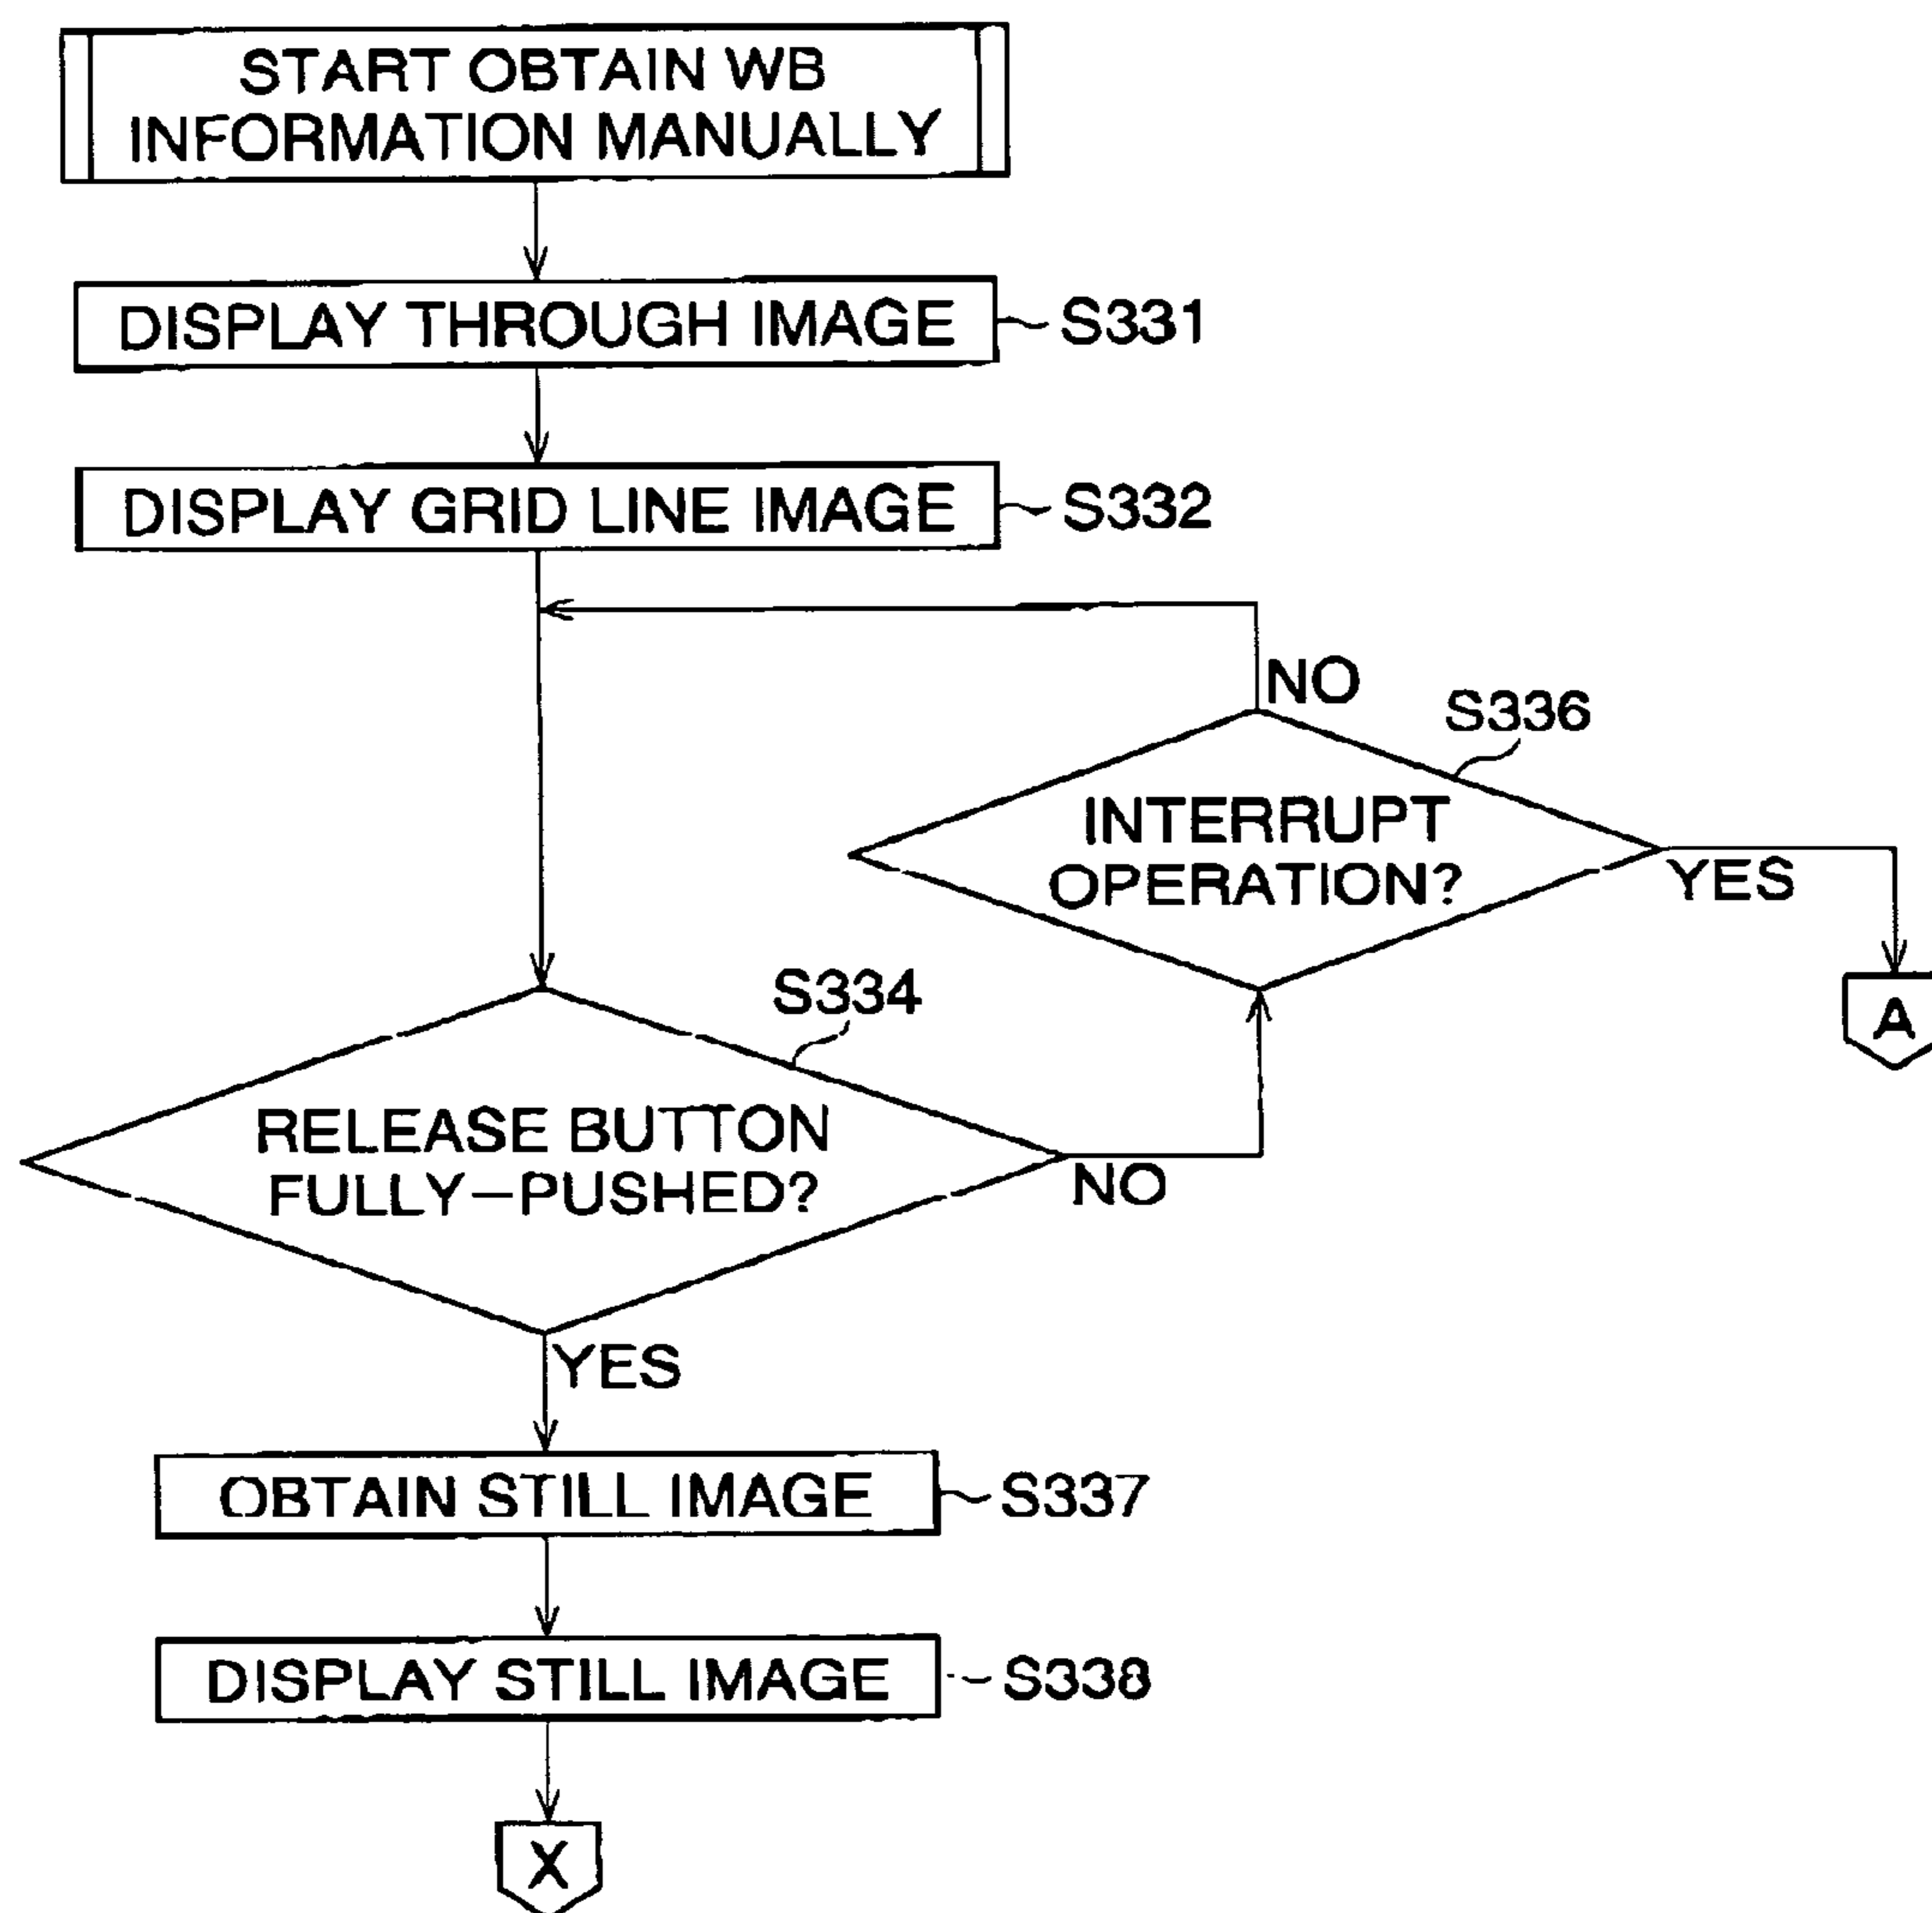 START OBTAIN WB
INFORMATION MANUALLY
DISPLAY THROUGH IMAGE
S331
DISPLAY GRID LINE IMAGE
S332
NO
S336
INTERRUPT
OPERATION?
YES
A
S334
RELEASE BUTTON
FULLY-PUSHED?
NO
YES
OBTAIN STILL IMAGE
S337
DISPLAY STILL IMAGE
S338
X